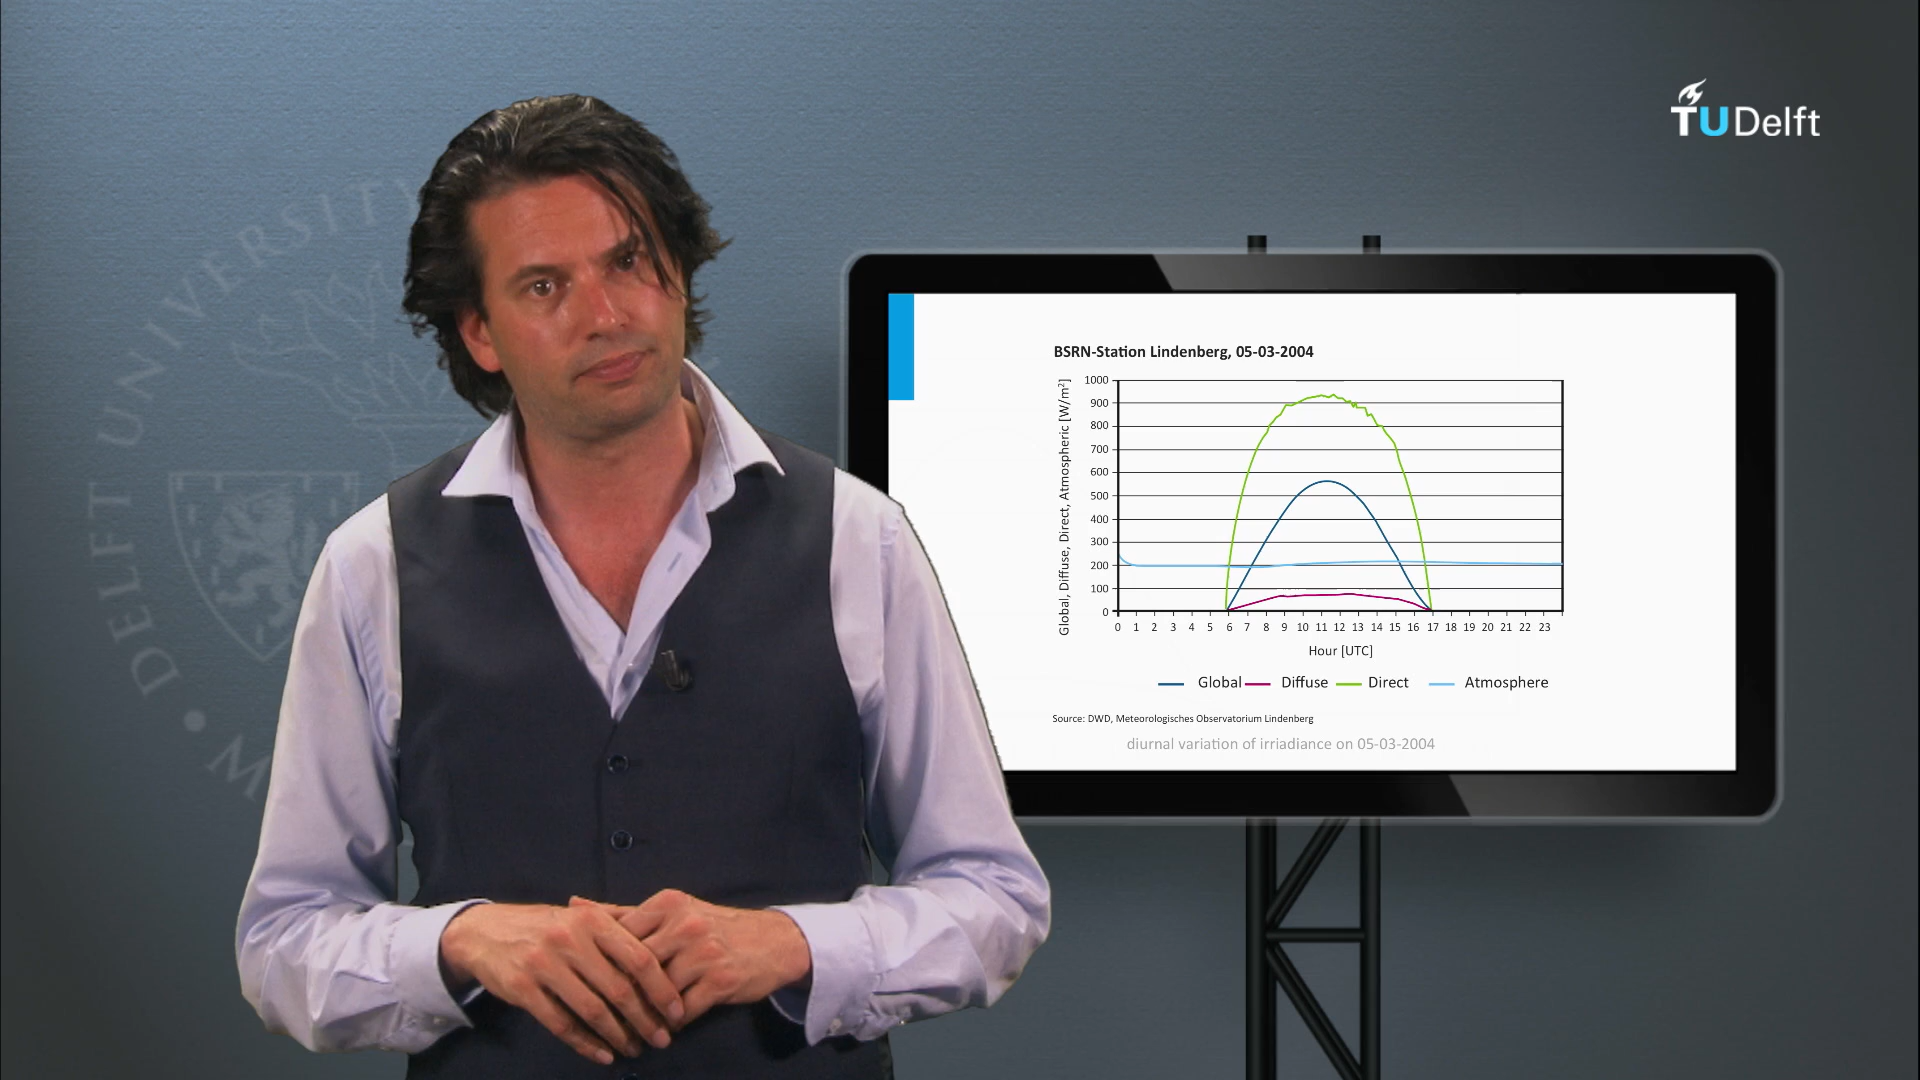 TUDelft
DELFT UNIVERSITY
BSRN-Station Lindenberg, 05-03-2004
Global, Diffuse, Direct, Atmospheric [W/m²]
1000
900
800
700
600
500
400
300
200
100
0
0 1 2 3 4 5 6 7 8 9 10 11 12 13 14 15 16 17 18 19 20 21 22 23
Hour [UTC]
Global Diffuse Direct Atmosphere
Source: DWD, Meteorologisches Observatorium Lindenberg
diurnal variation of irriadiance on 05-03-2004